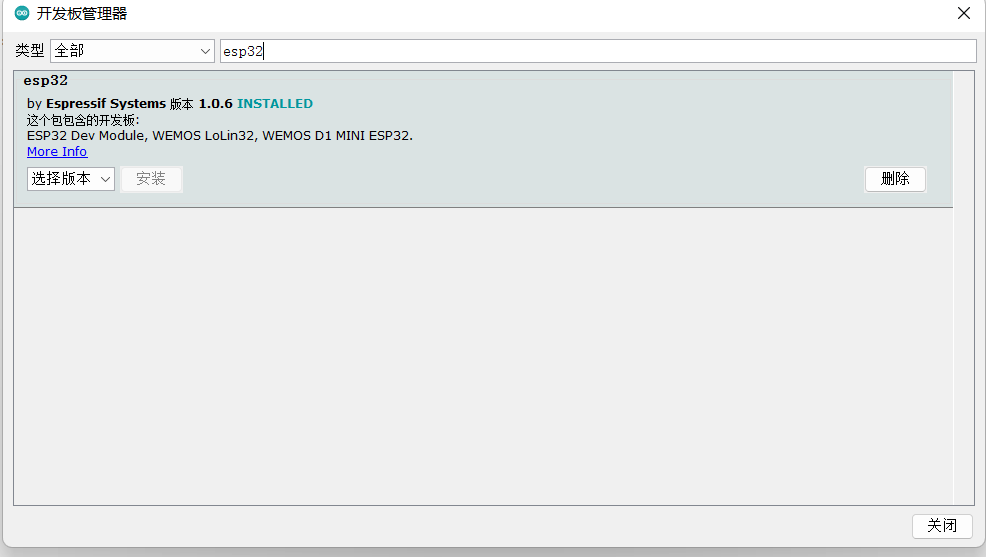 开发板管理器
类型 全部 esp32
esp32
by Espressif Systems 版本 1.0.6 INSTALLED
这个包包含的开发板:
ESP32 Dev Module, WEMOS LoLin32, WEMOS D1 MINI ESP32.
More Info
选择版本 安装 删除
关闭